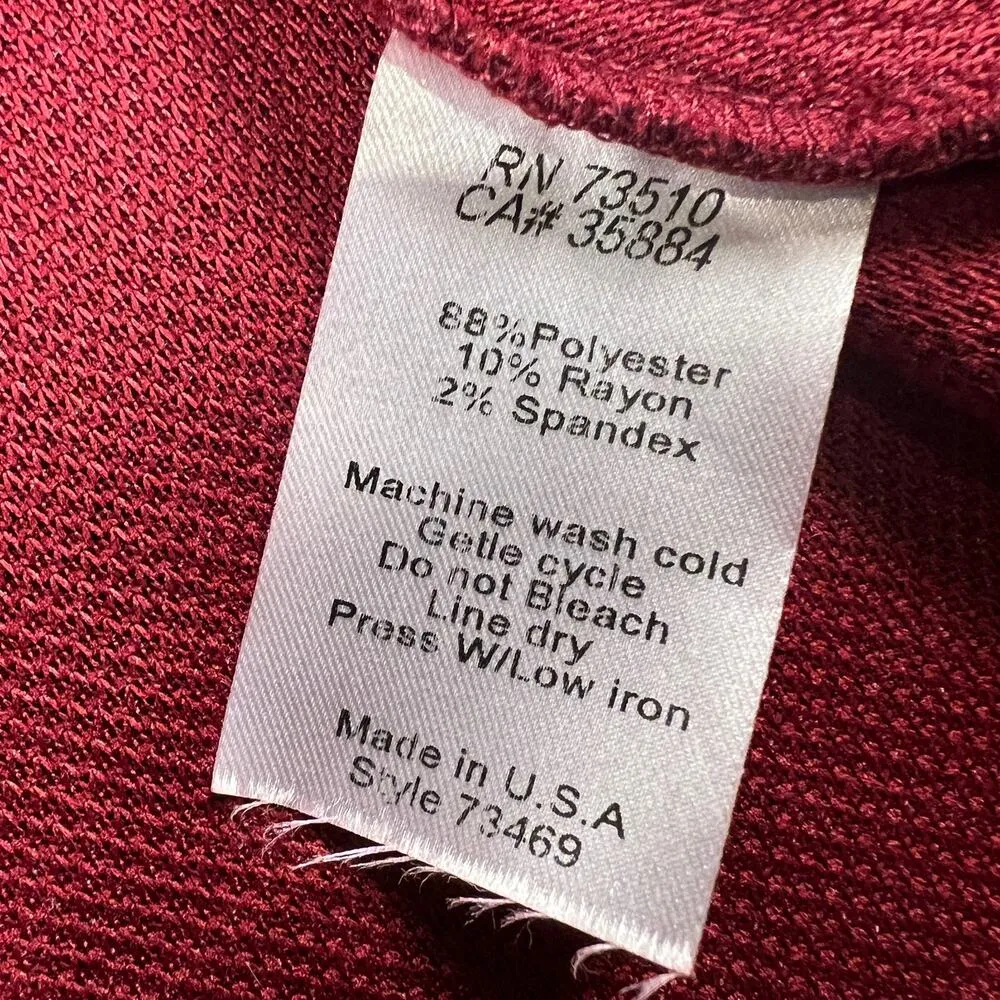 RN 73510
CA# 35884
88%Polyester
10% Rayon
2% Spandex
Machine wash cold
Getle cycle
Do not Bleach
Line dry
Press W/Low iron
Made in U.S.A
Style 73469